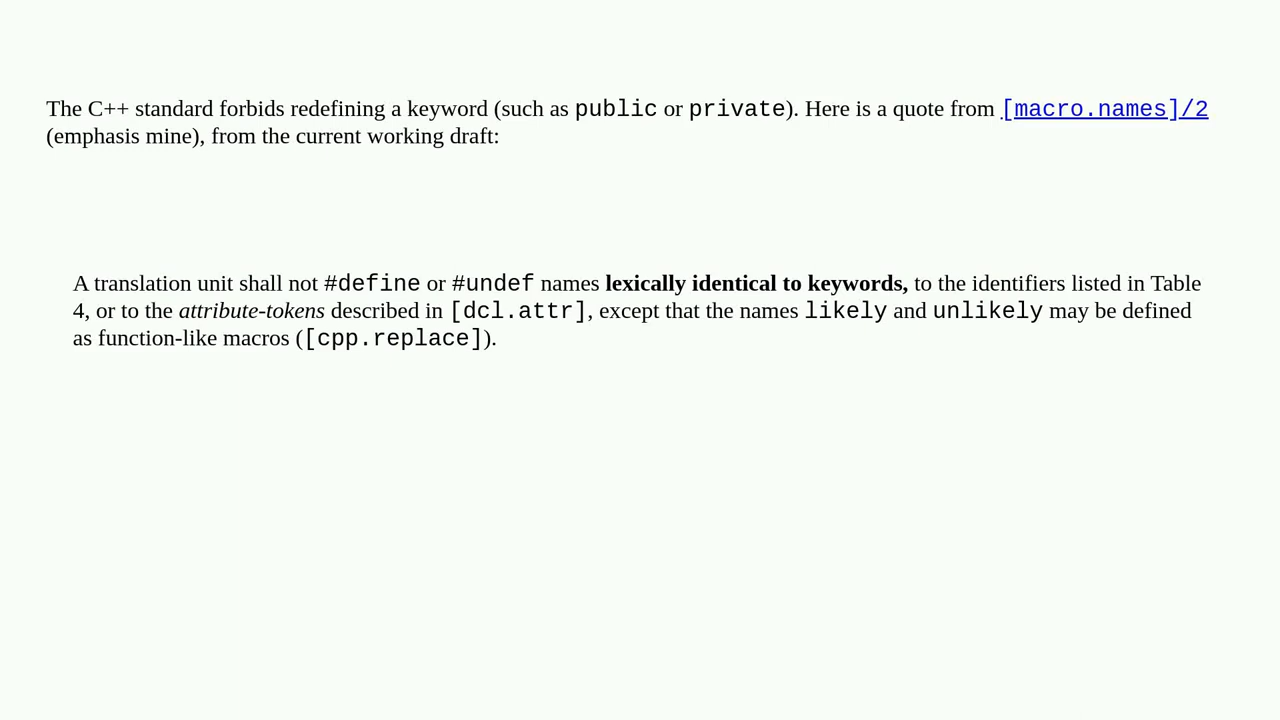 The C++ standard forbids redefining a keyword (such as public or private). Here is a quote from [macro.names]/2
(emphasis mine), from the current working draft:
A translation unit shall not #define or #undef names lexically identical to keywords, to the identifiers listed in Table
4, or to the attribute-tokens described in [dcl.attr], except that the names likely and unlikely may be defined
as function-like macros ([cpp.replace]).